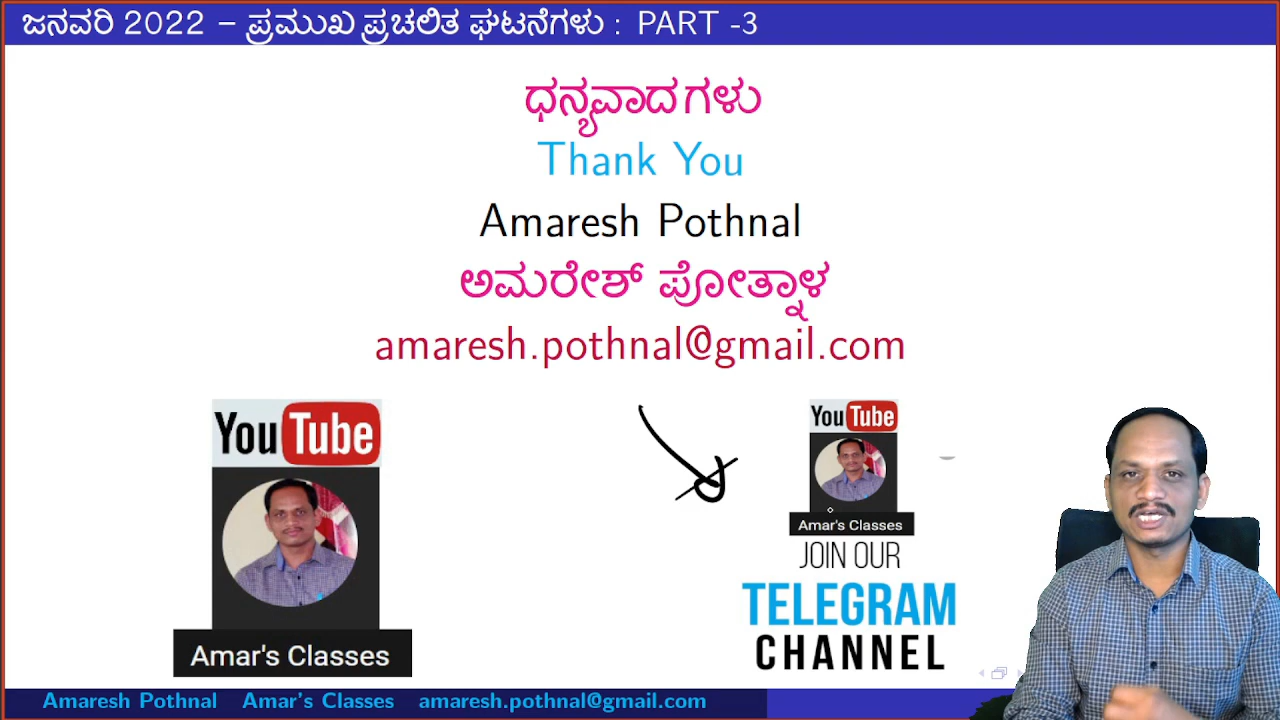 ಜನವರಿ 2022 – ಪ್ರಮುಖ ಪ್ರಚಲಿತ ಘಟನೆಗಳು : PART -3
ಧನ್ಯವಾದಗಳು
Thank You
Amaresh Pothnal
ಅಮರೇಶ್ ಪೋತ್ನಾಳ
amaresh.pothnal@gmail.com
YouTube
Amar's Classes
YouTube
Amar's Classes
JOIN OUR
TELEGRAM
CHANNEL
Amaresh Pothnal Amar's Classes amaresh.pothnal@gmail.com